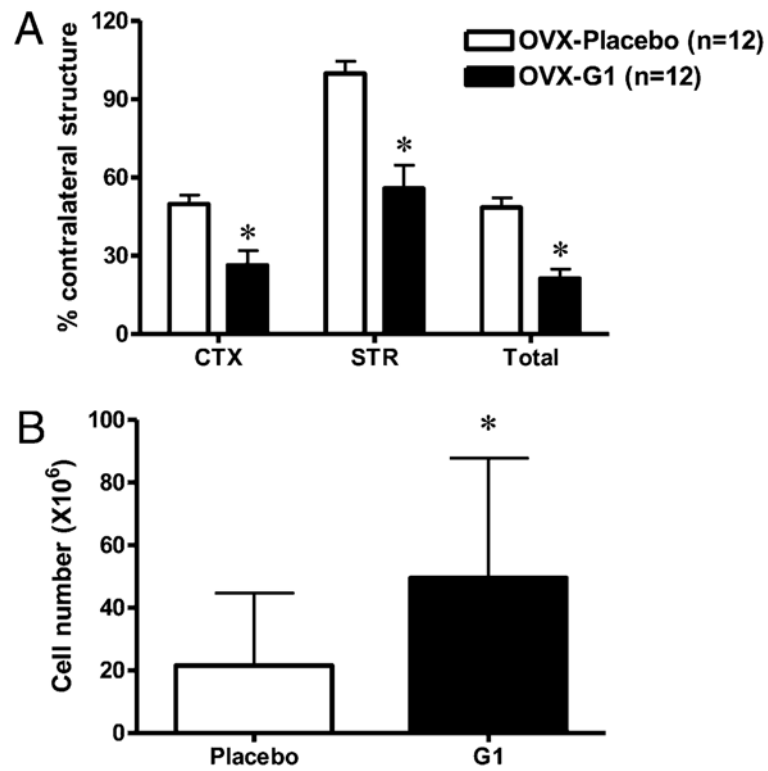 A
120
90
60
30
0
% contralateral structure
OVX-Placebo (n=12)
OVX-G1 (n=12)
*
*
*
CTX STR Total
B
100
80
60
40
20
0
Cell number (X10⁶)
*
Placebo G1